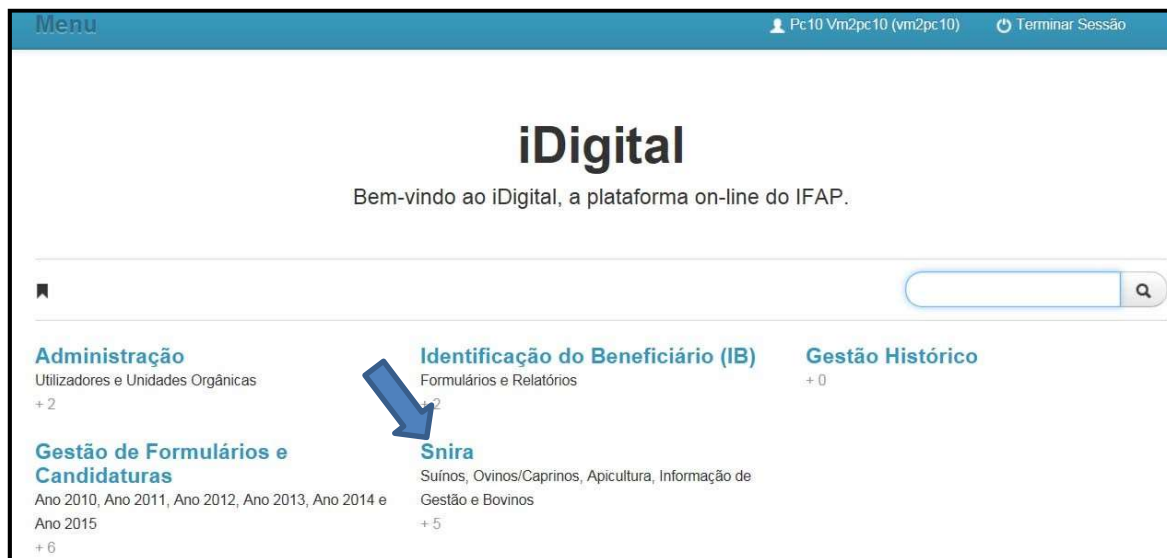 Menu
Pc10 Vm2pc10 (vm2pc10) Terminar Sessão
iDigital
Bem-vindo ao iDigital, a plataforma on-line do IFAP.
Administração
Utilizadores e Unidades Orgânicas
+ 2
Identificação do Beneficiário (IB)
Formulários e Relatórios
+ 2
Gestão Histórico
+ 0
Gestão de Formulários e
Candidaturas
Ano 2010, Ano 2011, Ano 2012, Ano 2013, Ano 2014 e
Ano 2015
+ 6
Snira
Suínos, Ovinos/Caprinos, Apicultura, Informação de
Gestão e Bovinos
+ 5